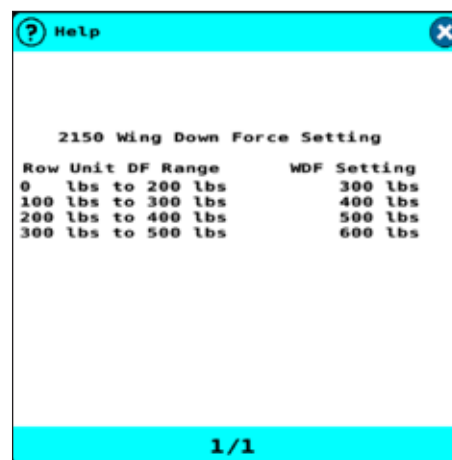 ? Help
2150 Wing Down Force Setting
Row Unit DF Range WDF Setting
0 lbs to 200 lbs 300 lbs
100 lbs to 300 lbs 400 lbs
200 lbs to 400 lbs 500 lbs
300 lbs to 500 lbs 600 lbs
1/1